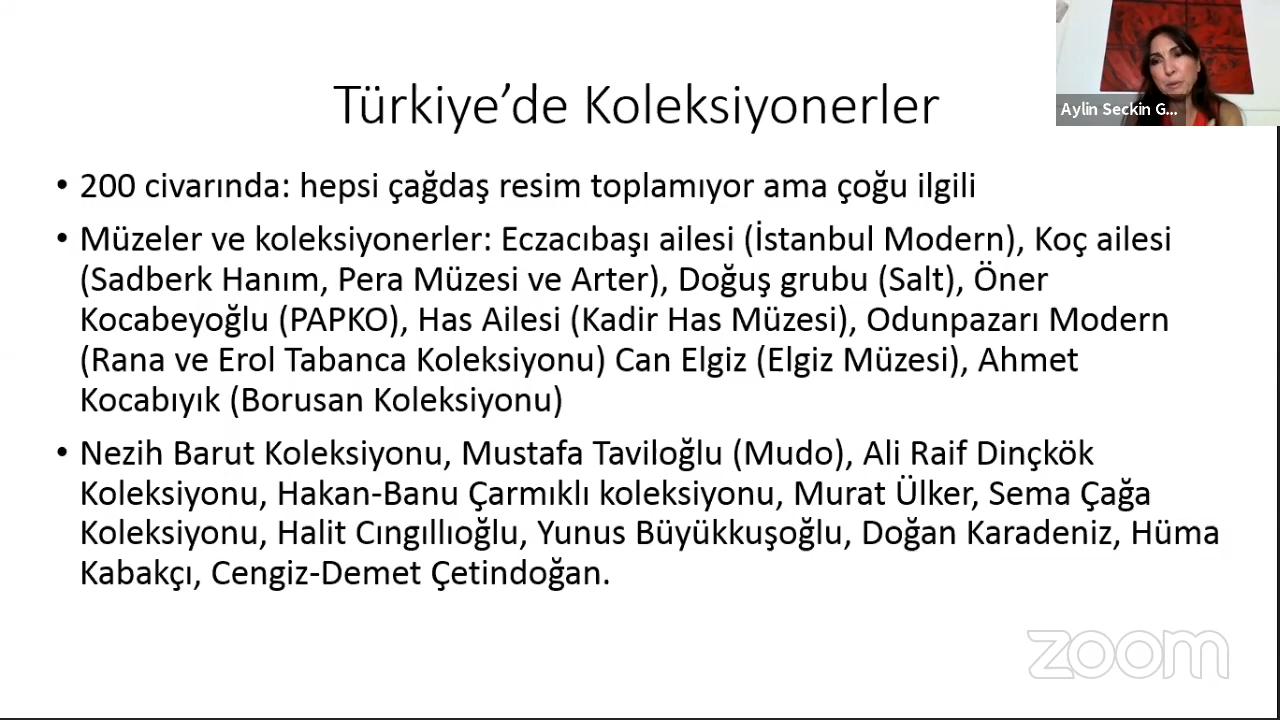 Türkiye’de Koleksiyonerler
Aylin Seckin G...
• 200 civarında: hepsi çağdaş resim toplamıyor ama çoğu ilgili
• Müzeler ve koleksiyonerler: Eczacıbaşı ailesi (İstanbul Modern), Koç ailesi
(Sadberk Hanım, Pera Müzesi ve Arter), Doğuş grubu (Salt), Öner
Kocabeyoğlu (PAPKO), Has Ailesi (Kadir Has Müzesi), Odunpazarı Modern
(Rana ve Erol Tabanca Koleksiyonu) Can Elgiz (Elgiz Müzesi), Ahmet
Kocabıyık (Borusan Koleksiyonu)
• Nezih Barut Koleksiyonu, Mustafa Taviloğlu (Mudo), Ali Raif Dinçkök
Koleksiyonu, Hakan-Banu Çarmıklı koleksiyonu, Murat Ülker, Sema Çağa
Koleksiyonu, Halit Cıngıllıoğlu, Yunus Büyükkuşoğlu, Doğan Karadeniz, Hüma
Kabakçı, Cengiz-Demet Çetindoğan.
zoom